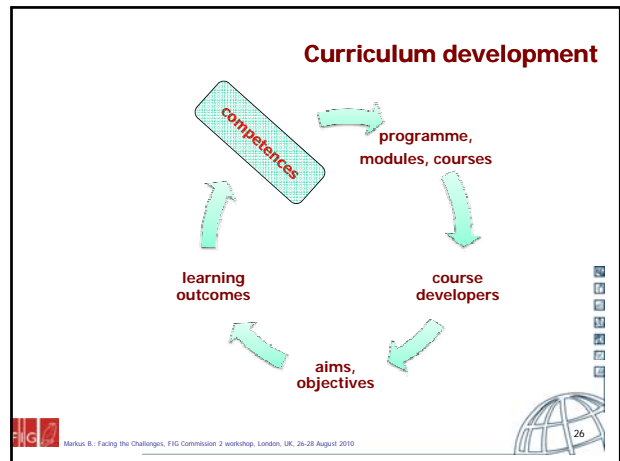 Curriculum development
competences
programme,
modules, courses
course
developers
aims,
objectives
learning
outcomes
FIG
Markus B.: Facing the Challenges, FIG Commission 2 workshop, London, UK, 26-28 August 2010
26